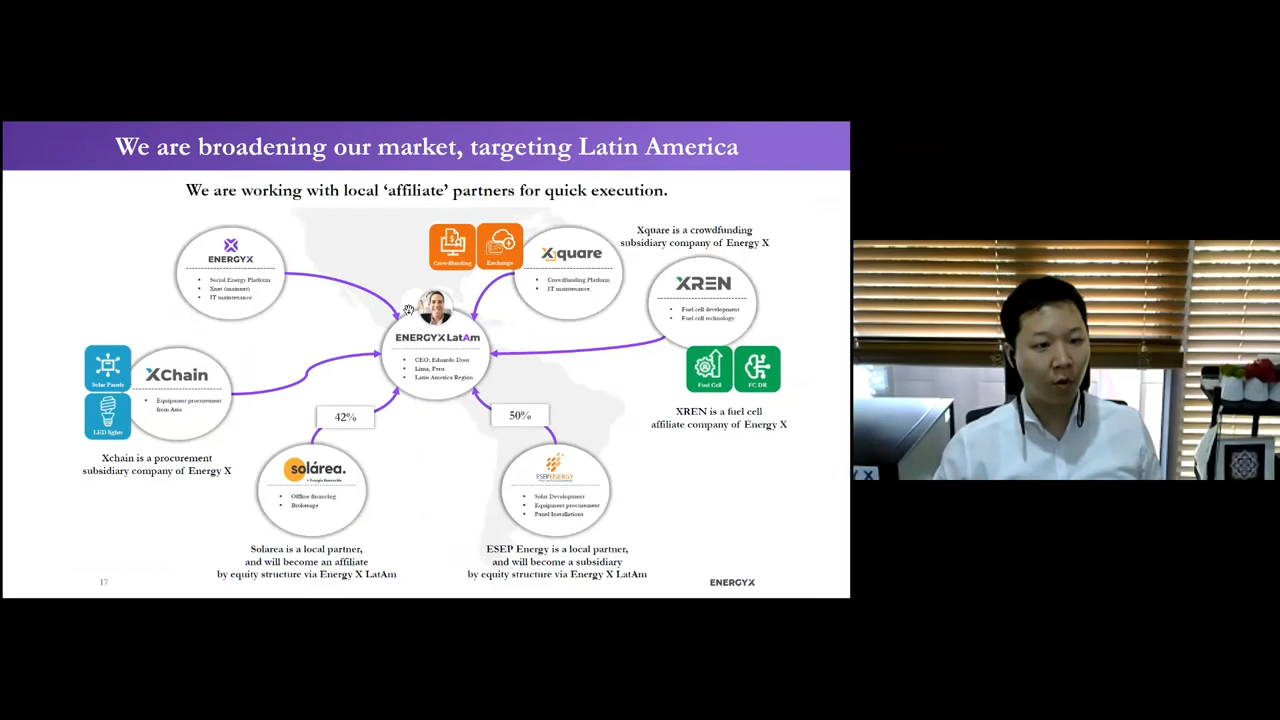 We are broadening our market, targeting Latin America
We are working with local ‘affiliate’ partners for quick execution.
ENERGYX
Social Energy Platform
Xnet (mainnet)
IT maintenance
Crowdfunding
Exchange
Xquare
Crowdfunding Platform
IT maintenance
Xquare is a crowdfunding
subsidiary company of Energy X
XREN
Fuel cell development
Fuel cell technology
Fuel Cell
FC DR
XREN is a fuel cell
affiliate company of Energy X
ENERGYX LatAm
CEO: Eduardo Door
Lima, Peru
Latin America Region
Solar Panels
LED lights
XChain
Equipment procurement
from Asia
Xchain is a procurement
subsidiary company of Energy X
42%
50%
solárea.
Offline financing
Brokerage
Solarea is a local partner,
and will become an affiliate
by equity structure via Energy X LatAm
ESEPENERGY
Solar Development
Equipment procurement
Panel Installations
ESEP Energy is a local partner,
and will become a subsidiary
by equity structure via Energy X LatAm
17
ENERGYX